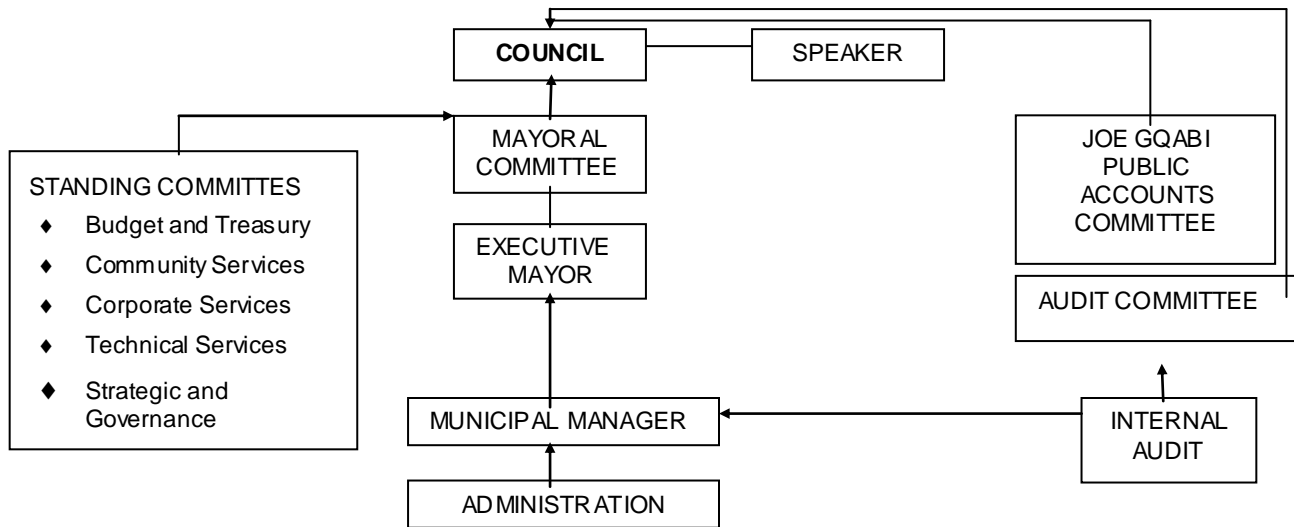 COUNCIL
SPEAKER
MAYORAL
COMMITTEE
JOE GQABI
PUBLIC
ACCOUNTS
COMMITTEE
STANDING COMMITTES
♦ Budget and Treasury
♦ Community Services
♦ Corporate Services
♦ Technical Services
♦ Strategic and
Governance
EXECUTIVE
MAYOR
AUDIT COMMITTEE
MUNICIPAL MANAGER
INTERNAL
AUDIT
ADMINISTRATION